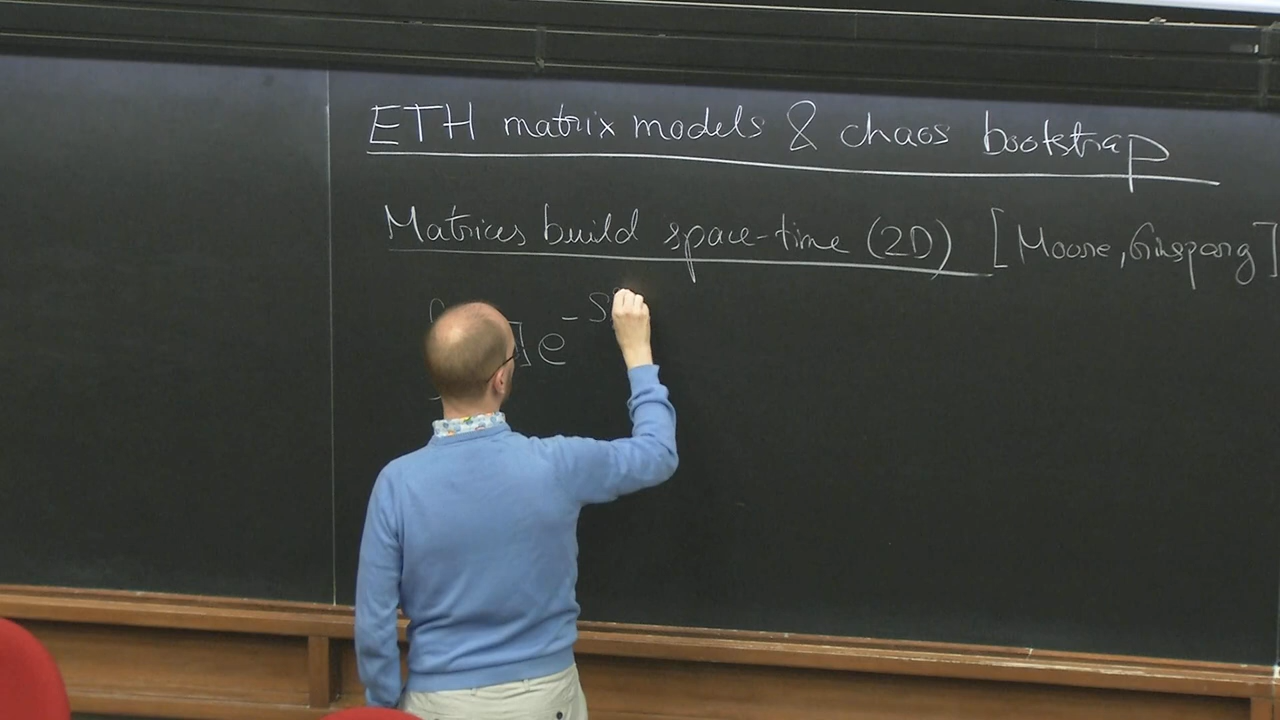 ETH matrix models & chaos bootstrap
Matrices build space-time (2D) [Moore, Ginsparg]
] e^{-S